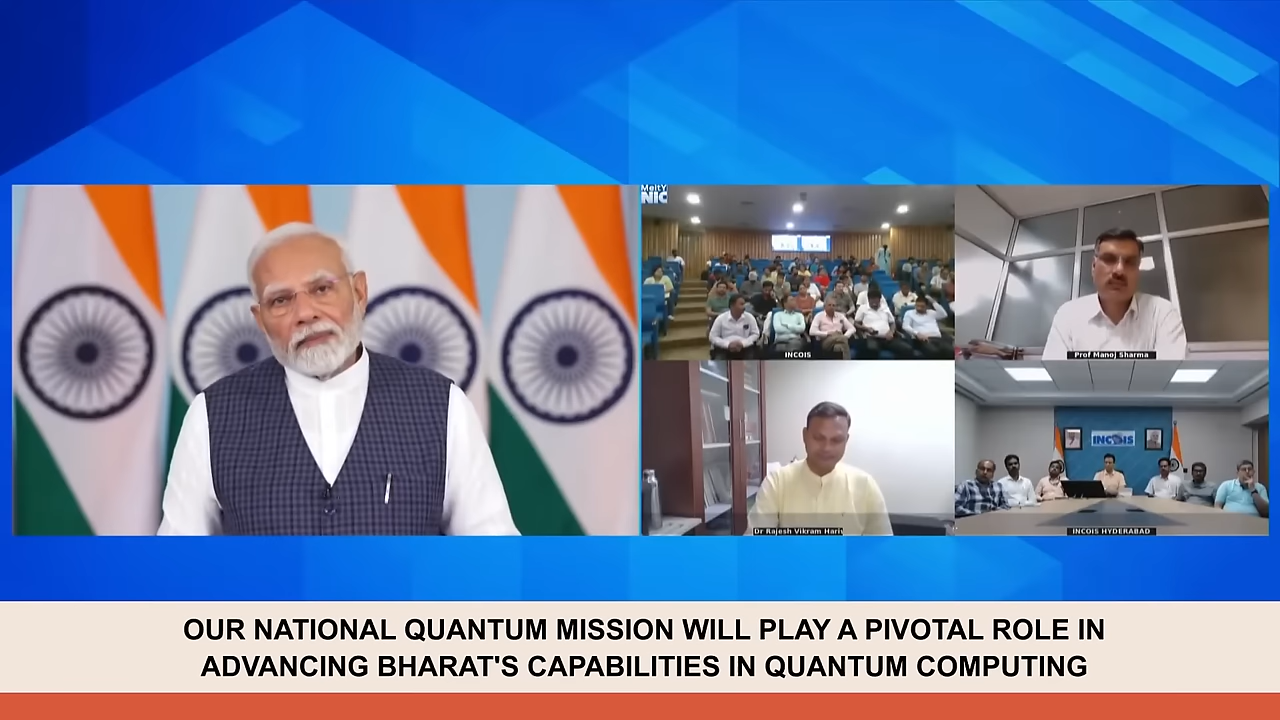 MeitY
NIC
INCOIS
Prof Manoj Sharma
INCOIS
Dr Rajesh Vikram Hari
INCOIS HYDERABAD
OUR NATIONAL QUANTUM MISSION WILL PLAY A PIVOTAL ROLE IN
ADVANCING BHARAT'S CAPABILITIES IN QUANTUM COMPUTING